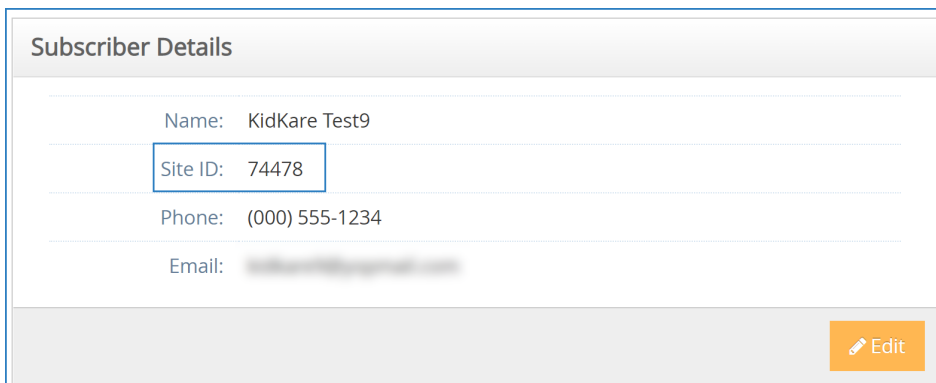 Subscriber Details
Name: KidKare Test9
Site ID: 74478
Phone: (000) 555-1234
Email:
Edit